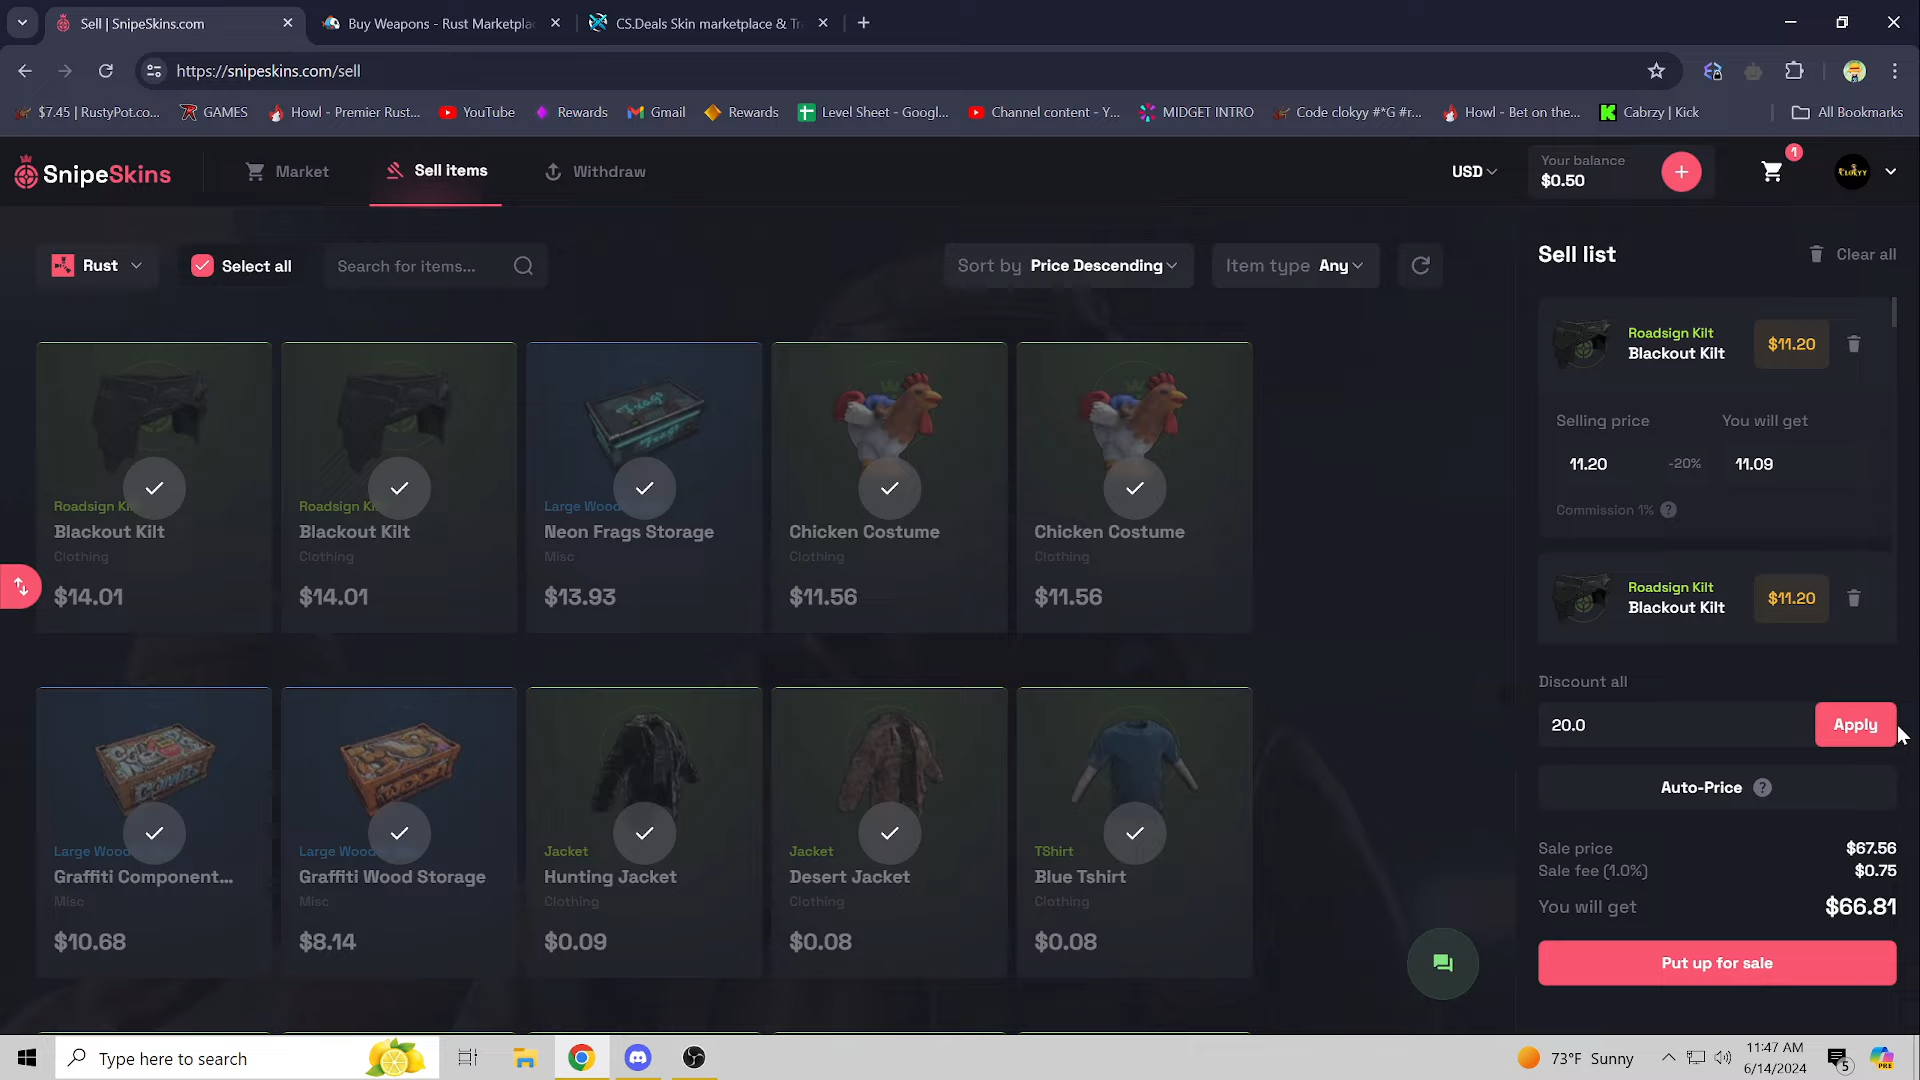 Sell | SnipeSkins.com
Buy Weapons - Rust Marketpla
CS.Deals Skin marketplace & Tr
https://snipeskins.com/sell
$7.45 | RustyPot.co...
GAMES
Howl - Premier Rust...
YouTube
Rewards
Gmail
Rewards
Level Sheet - Googl...
Channel content - Y...
MIDGET INTRO
Code clokyy #*G #r...
Howl - Bet on the...
Cabrzy | Kick
All Bookmarks
SnipeSkins
Market
Sell items
Withdraw
USD
Your balance
$0.50
1
CLOKYY
Rust
Select all
Search for items...
Sort by Price Descending
Item type Any
Sell list
Clear all
Roadsign Kilt
Blackout Kilt
$11.20
Selling price
You will get
11.20
-20%
11.09
Commission 1% ?
Roadsign Kilt
Blackout Kilt
$11.20
Discount all
20.0
Apply
Auto-Price ?
Sale price
$67.56
Sale fee (1.0%)
$0.75
You will get
$66.81
Put up for sale
Roadsign Ki
Blackout Kilt
Clothing
$14.01
Roadsign Ki
Blackout Kilt
Clothing
$14.01
Frags
Large Wood
Neon Frags Storage
Misc
$13.93
Chicken Costume
Clothing
$11.56
Chicken Costume
Clothing
$11.56
Large Wood
Graffiti Component...
Misc
$10.68
Large Wood
Graffiti Wood Storage
Misc
$8.14
Jacket
Hunting Jacket
Clothing
$0.09
Jacket
Desert Jacket
Clothing
$0.08
TShirt
Blue Tshirt
Clothing
$0.08
Type here to search
73°F Sunny
11:47 AM
6/14/2024
5
PRE